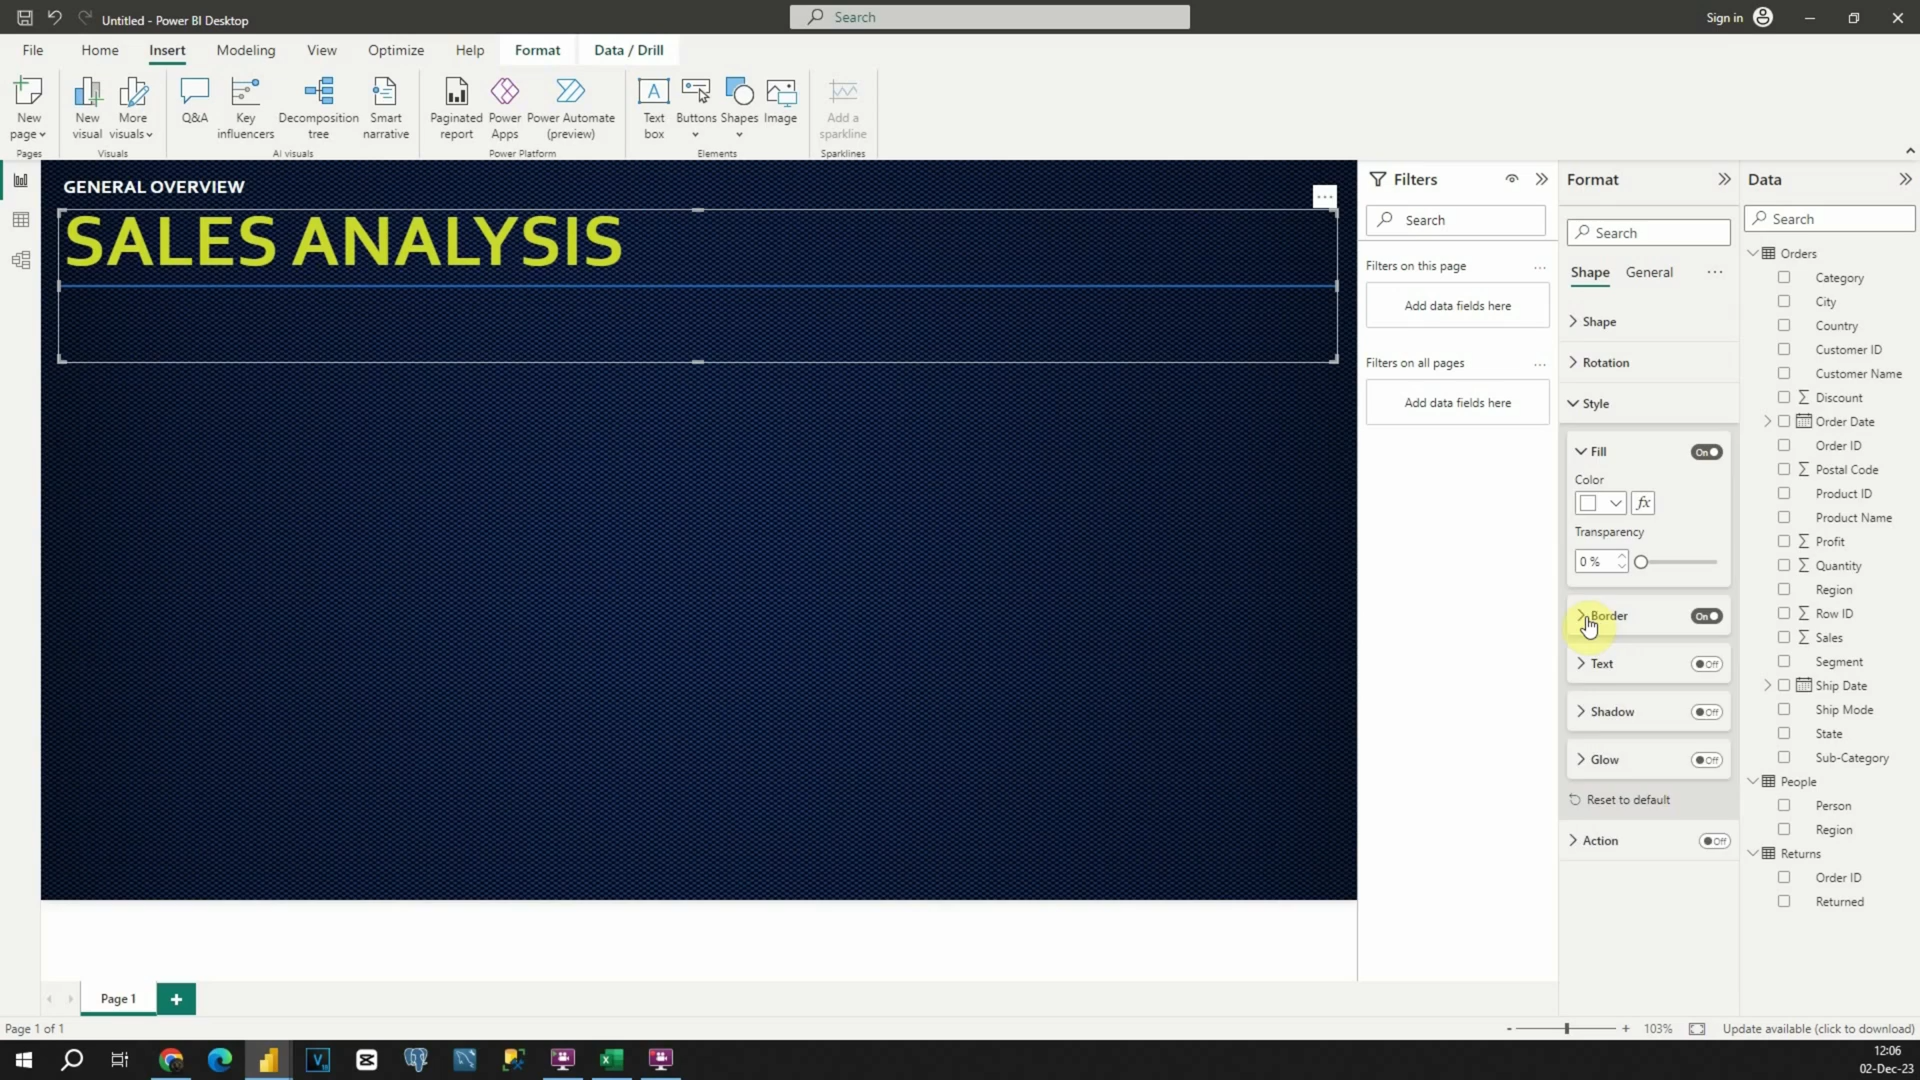 Untitled - Power BI Desktop
Search
Sign in
File
Home
Insert
Modeling
View
Optimize
Help
Format
Data / Drill
New page
New visual
More visuals
Q&A
Key influencers
Decomposition tree
Smart narrative
Paginated report
Power Apps
Power Automate (preview)
Text box
Buttons
Shapes
Image
Add a sparkline
Pages
Visuals
AI visuals
Power Platform
Elements
Sparklines
GENERAL OVERVIEW
SALES ANALYSIS
Filters
Search
Filters on this page
Add data fields here
Filters on all pages
Add data fields here
Format
Search
Shape
General
Shape
Rotation
Style
Fill
On
Color
fx
Transparency
0 %
Border
On
Text
Off
Shadow
Off
Glow
Off
Reset to default
Action
Off
Data
Search
Orders
Category
City
Country
Customer ID
Customer Name
∑ Discount
Order Date
Order ID
∑ Postal Code
Product ID
Product Name
∑ Profit
∑ Quantity
Region
∑ Row ID
∑ Sales
Segment
Ship Date
Ship Mode
State
Sub-Category
People
Person
Region
Returns
Order ID
Returned
Page 1
+
Page 1 of 1
- + 103%
Update available (click to download)
12:06
02-Dec-23